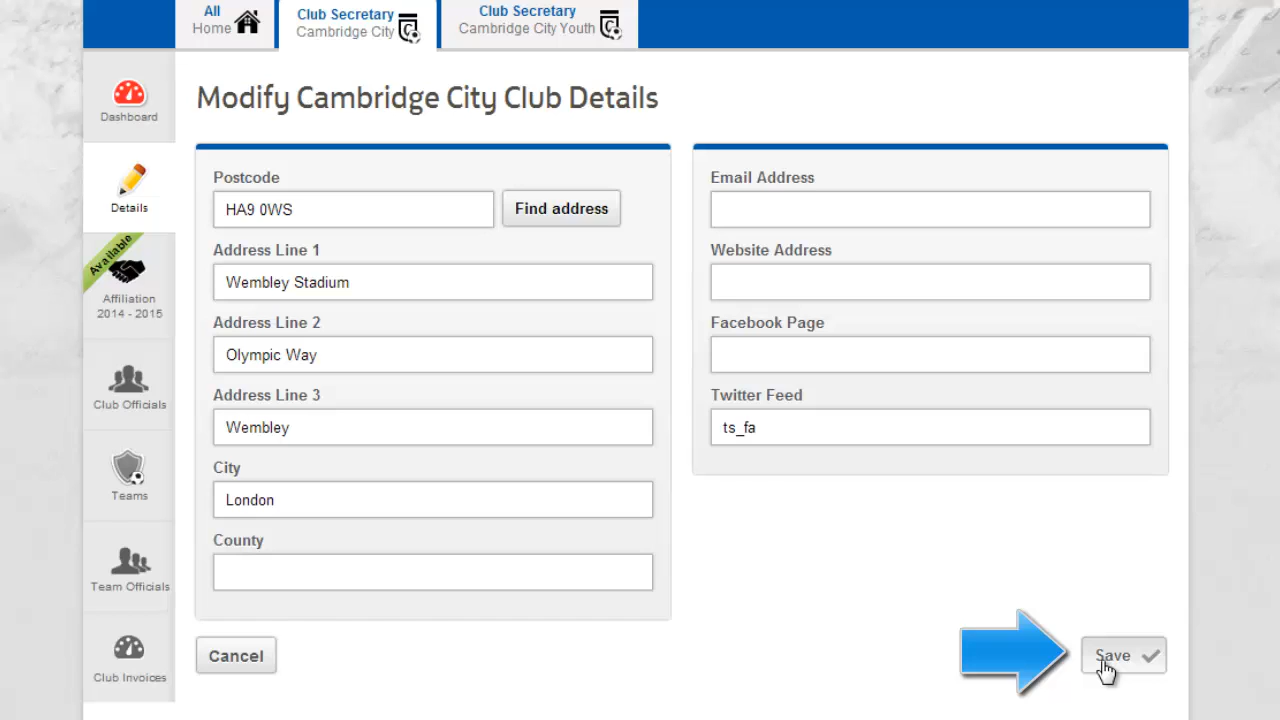 All
Home
Club Secretary
Cambridge City
Club Secretary
Cambridge City Youth
Dashboard
Details
Available
Affiliation
2014 - 2015
Club Officials
Teams
Team Officials
Club Invoices
Modify Cambridge City Club Details
Postcode
HA9 0WS
Find address
Address Line 1
Wembley Stadium
Address Line 2
Olympic Way
Address Line 3
Wembley
City
London
County
Email Address
Website Address
Facebook Page
Twitter Feed
ts_fa
Cancel
Save